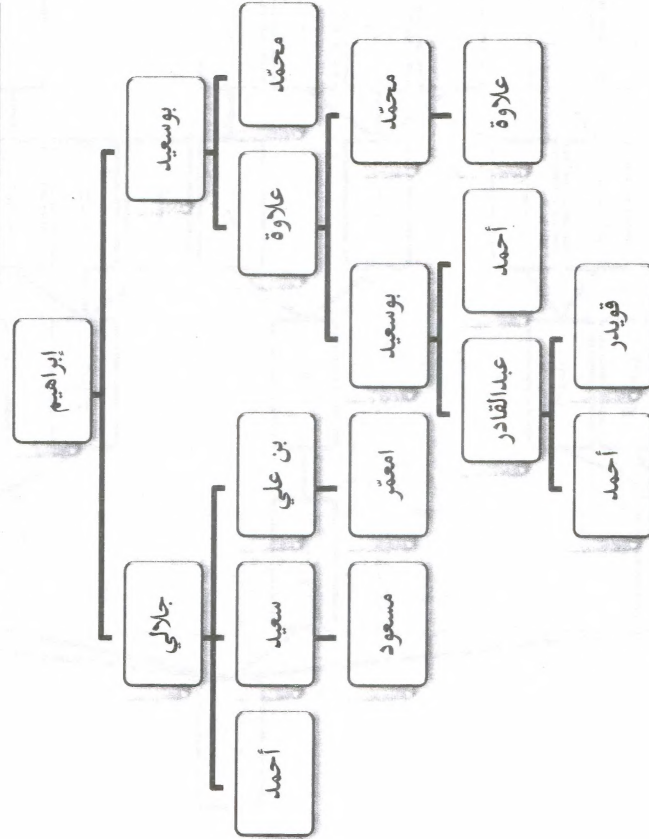 إبراهيم
بوسعيد
جلالي
محمّد
علاوة
بن علي
سعيد
أحمد
محمّد
بوسعيد
امعمّر
مسعود
علاوة
أحمد
عبدالقادر
قويدر
أحمد